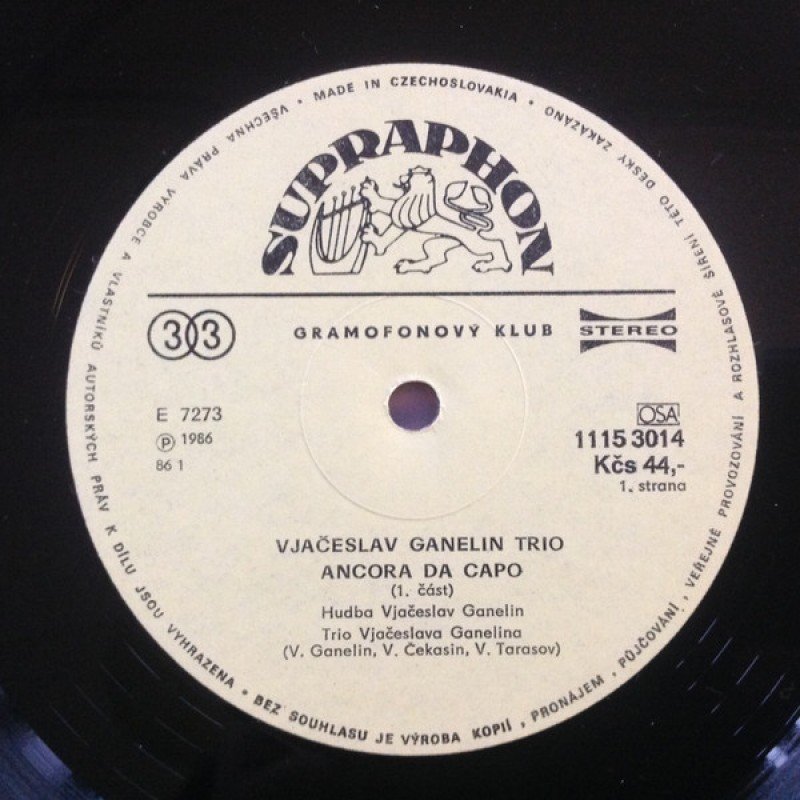 • MADE IN CZECHOSLOVAKIA •
VŠECHNA PRÁVA VÝROBCE A VLASTNÍKŮ AUTORSKÝCH PRÁV K DÍLU JSOU VYHRAZENA • BEZ SOUHLASU JE VÝROBA KOPIÍ, PRONÁJEM, PŮJČOVÁNÍ, VEŘEJNÉ PROVOZOVÁNÍ A ROZHLASOVÉ ŠÍŘENÍ TÉTO DESKY ZAKÁZÁNO
SUPRAPHON
33 GRAMOFONOVÝ KLUB STEREO
E 7273
℗ 1986
86 1
OSA
1115 3014
Kčs 44,-
1. strana
VJAČESLAV GANELIN TRIO
ANCORA DA CAPO
(1. část)
Hudba Vjačeslav Ganelin
Trio Vjačeslava Ganelina
(V. Ganelin, V. Čekasin, V. Tarasov)